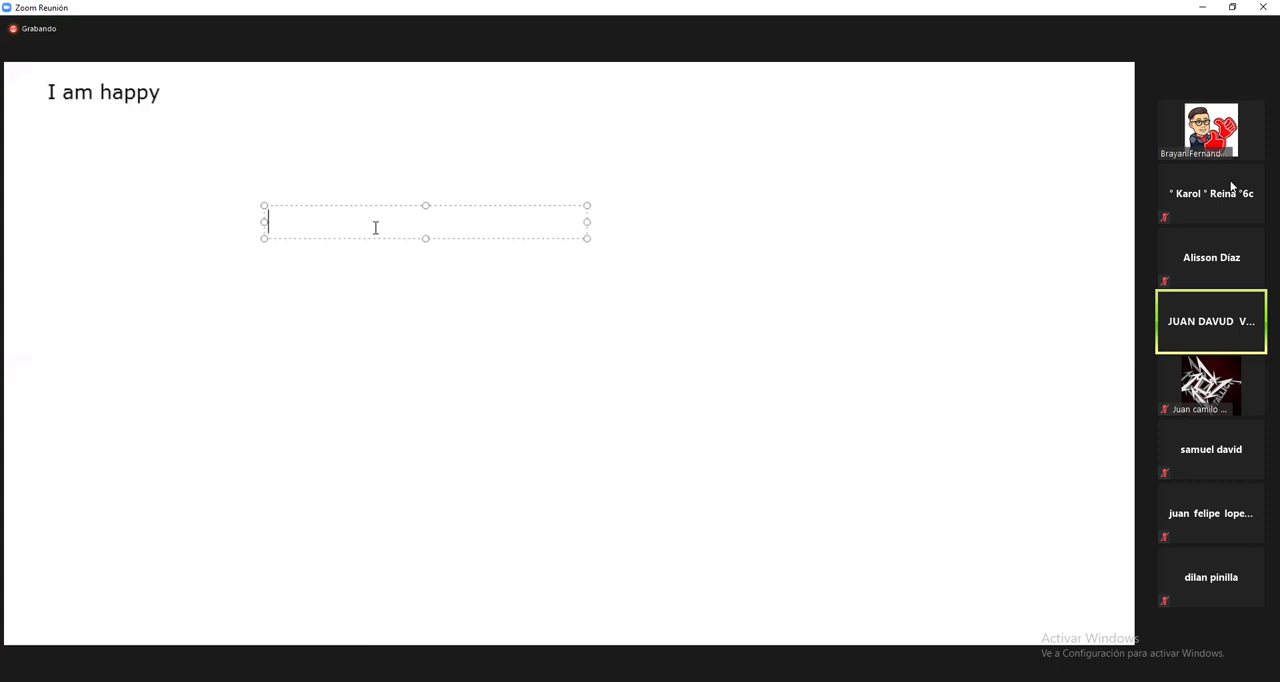 Zoom Reunión
Grabando
I am happy
BrayanFernand...
° Karol ° Reina °6c
Alisson Díaz
JUAN DAVUD V...
Juan camilo ...
samuel david
juan felipe lope...
dilan pinilla
Activar Windows
Ve a Configuración para activar Windows.